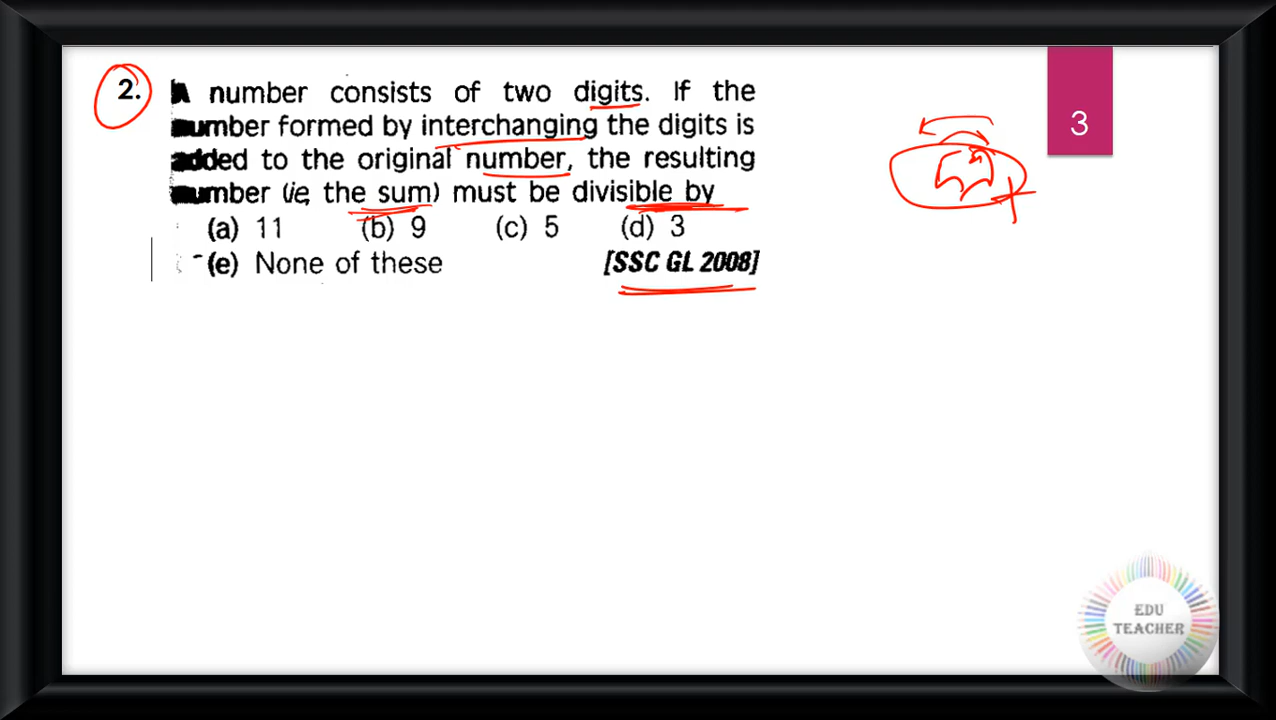 3
2. A number consists of two digits. If the
number formed by interchanging the digits is
added to the original number, the resulting
number (ie, the sum) must be divisible by
(a) 11 (b) 9 (c) 5 (d) 3
(e) None of these [SSC GL 2008]
EDU
TEACHER